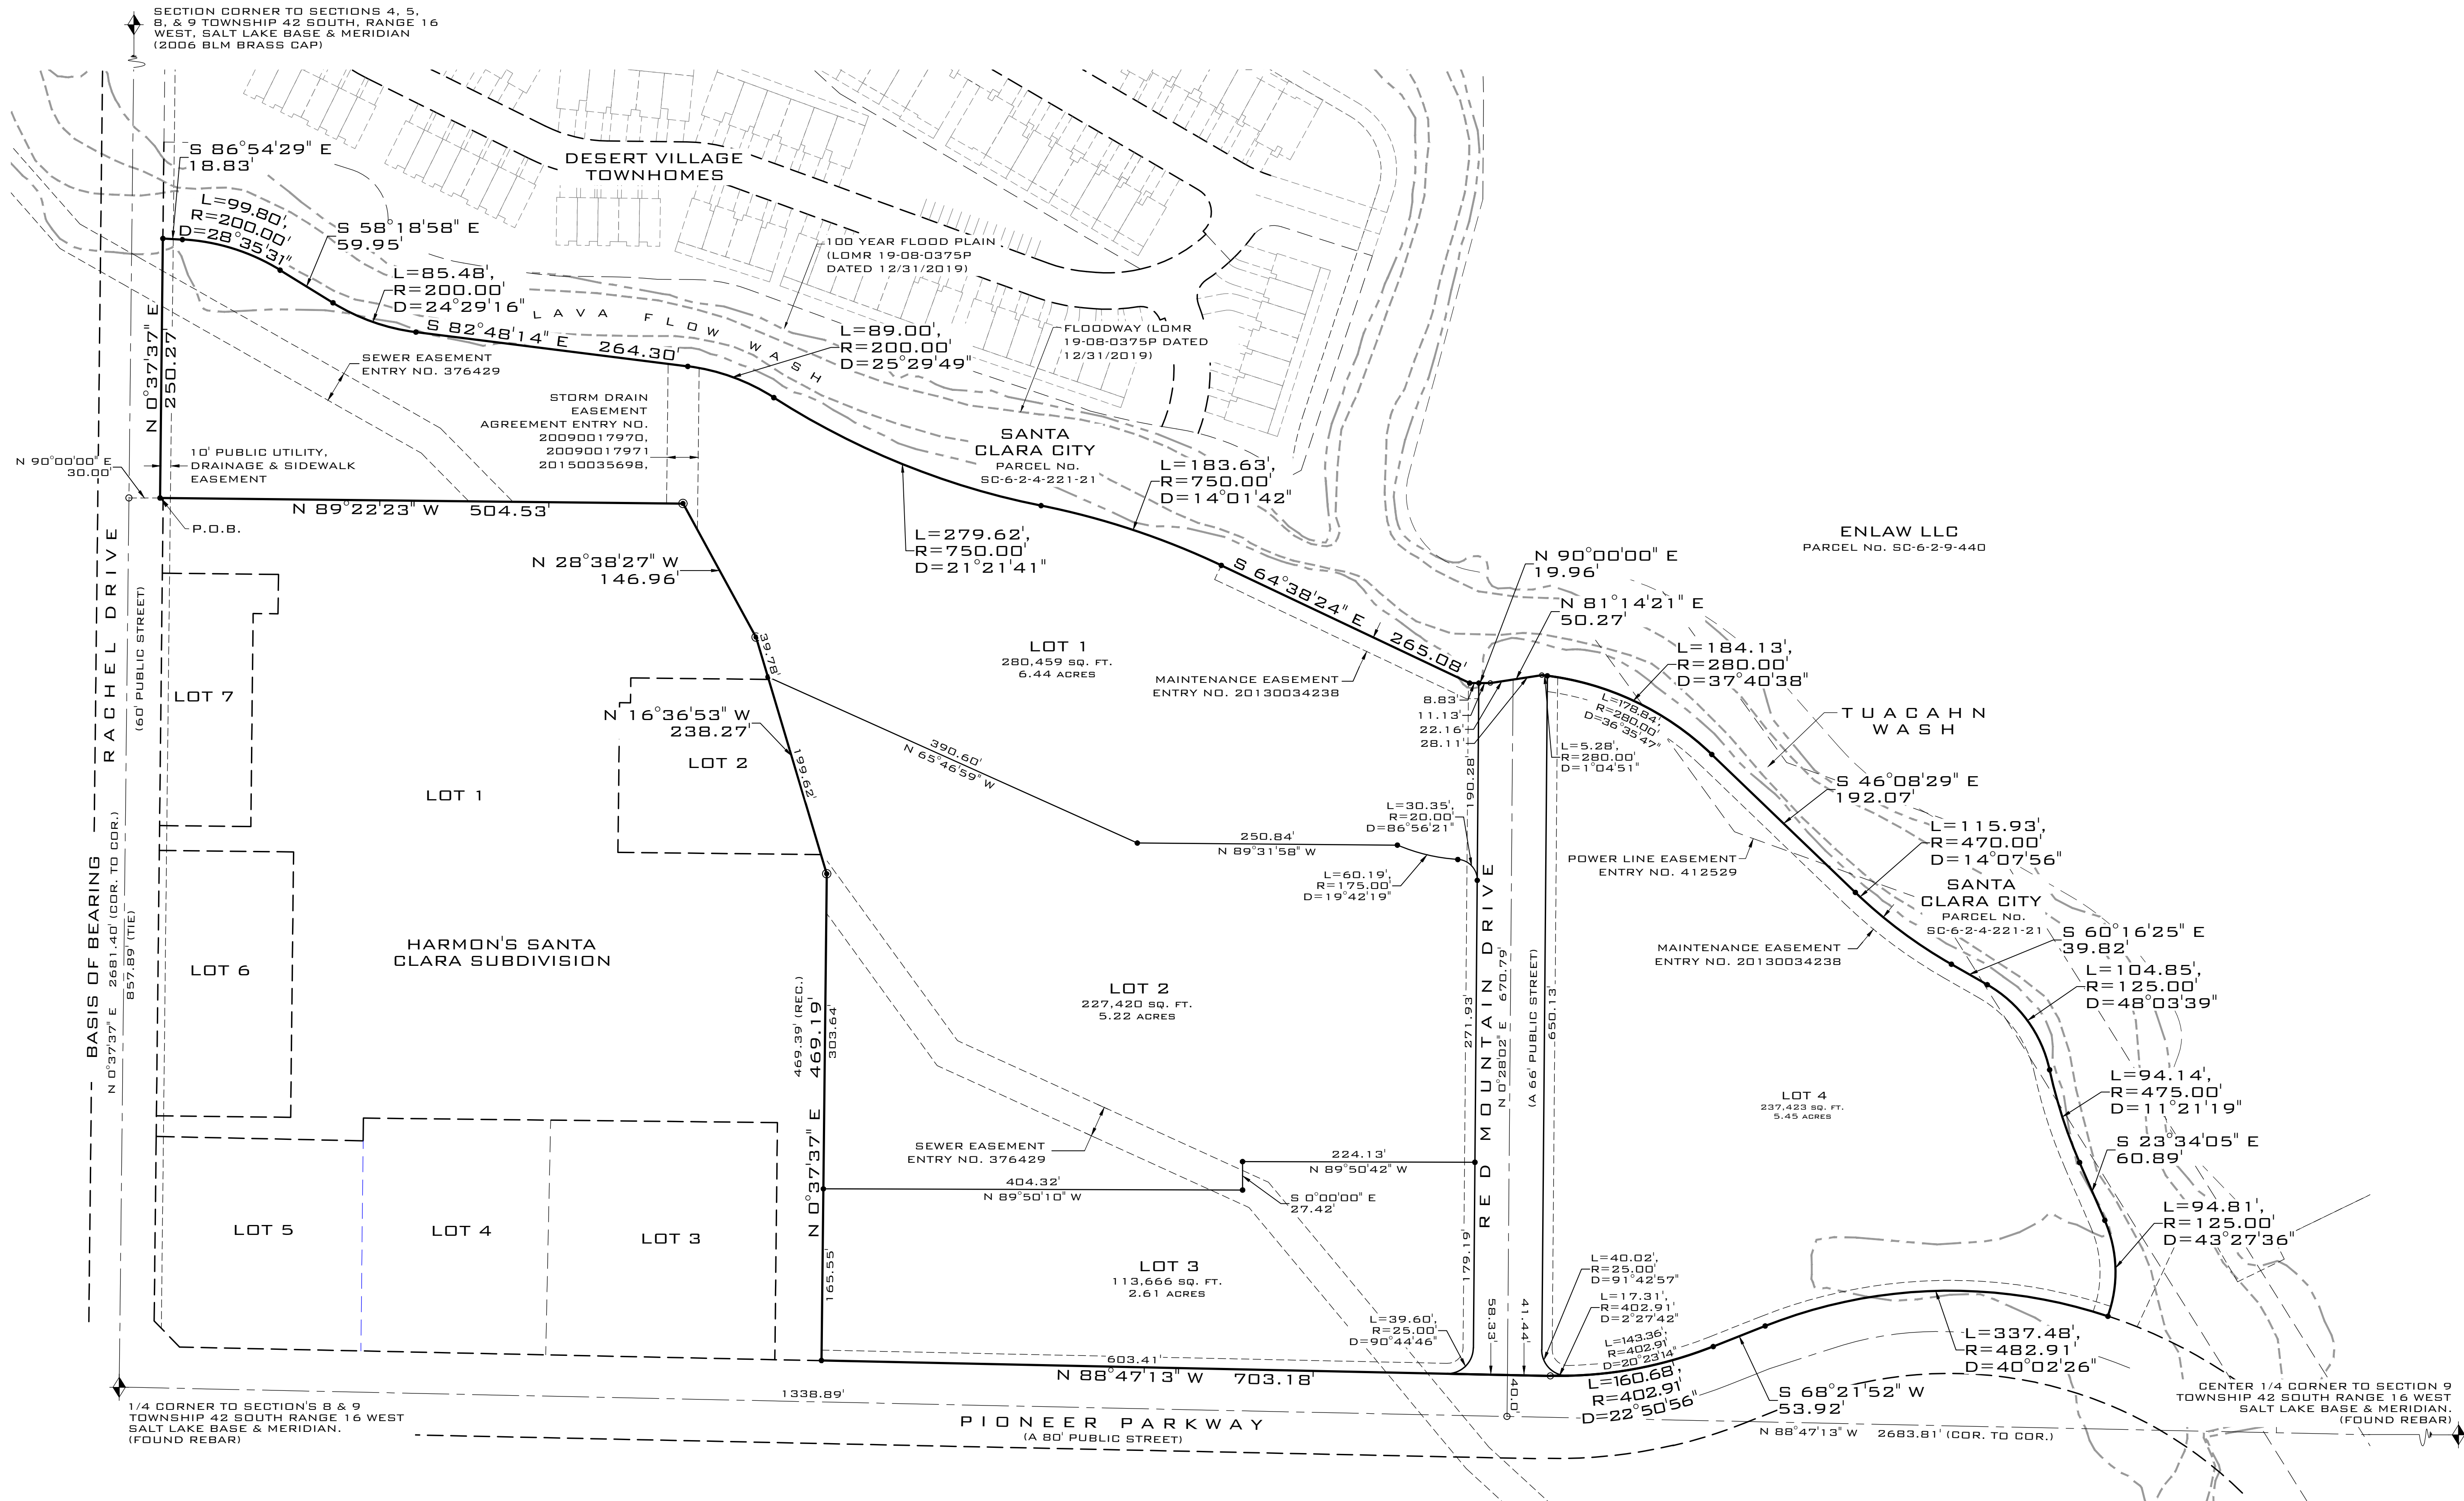 SECTION CORNER TO SECTIONS 4, 5,
8, & 9 TOWNSHIP 42 SOUTH, RANGE 16
WEST, SALT LAKE BASE & MERIDIAN
(2006 BLM BRASS CAP)
S 86°54'29" E
18.83'
L=99.80',
R=200.00'
D=28°35'31"
S 58°18'58" E
59.95'
L=85.48',
R=200.00'
D=24°29'16"
DESERT VILLAGE
TOWNHOMES
100 YEAR FLOOD PLAIN
(LOMR 19-08-0375P
DATED 12/31/2019)
LAVA FLOW WASH
S 82°48'14" E 264.30'
L=89.00',
R=200.00'
D=25°29'49"
FLOODWAY (LOMR
19-08-0375P DATED
12/31/2019)
N 0°37'37" E
250.27'
SEWER EASEMENT
ENTRY NO. 376429
STORM DRAIN
EASEMENT
AGREEMENT ENTRY NO.
20090017970,
20090017971
20150035698,
SANTA
CLARA CITY
PARCEL No.
SC-6-2-4-221-21
L=183.63',
R=750.00'
D=14°01'42"
N 90°00'00" E
30.00'
10' PUBLIC UTILITY,
DRAINAGE & SIDEWALK
EASEMENT
N 89°22'23" W 504.53'
P.O.B.
L=279.62',
R=750.00'
D=21°21'41"
N 28°38'27" W
146.96'
ENLAW LLC
PARCEL No. SC-6-2-9-440
N 90°00'00" E
19.96'
S 64°38'24" E 265.08'
N 81°14'21" E
50.27'
RACHEL DRIVE
(60' PUBLIC STREET)
LOT 7
39.78'
LOT 1
280,459 SQ. FT.
6.44 ACRES
MAINTENANCE EASEMENT
ENTRY NO. 20130034238
8.83'
11.13'
22.16'
28.11'
L=184.13',
R=280.00'
D=37°40'38"
L=178.84',
R=280.00'
D=36°35'47"
L=5.28',
R=280.00'
D=1°04'51"
TUACAHN
WASH
N 16°36'53" W
238.27'
LOT 2
199.62'
390.60'
N 65°46'59" W
LOT 1
190.28'
S 46°08'29" E
192.07'
L=30.35',
R=20.00'
D=86°56'21"
250.84'
N 89°31'58" W
L=60.19',
R=175.00'
D=19°42'19"
L=115.93',
R=470.00'
D=14°07'56"
POWER LINE EASEMENT
ENTRY NO. 412529
SANTA
CLARA CITY
PARCEL No.
SC-6-2-4-221-21
BASIS OF BEARING
N 0°37'37" E 2681.40' (COR. TO COR.)
857.89' (TIE)
LOT 6
HARMON'S SANTA
CLARA SUBDIVISION
MAINTENANCE EASEMENT
ENTRY NO. 20130034238
S 60°16'25" E
39.82'
L=104.85',
R=125.00'
D=48°03'39"
469.39' (REC.)
N 0°37'37" E 469.19'
303.64'
LOT 2
227,420 SQ. FT.
5.22 ACRES
271.93'
RED MOUNTAIN DRIVE
N 0°28'02" E 670.79'
(A 66' PUBLIC STREET)
650.13'
LOT 4
237,423 SQ. FT.
5.45 ACRES
L=94.14',
R=475.00'
D=11°21'19"
S 23°34'05" E
60.89'
SEWER EASEMENT
ENTRY NO. 376429
224.13'
N 89°50'42" W
404.32'
N 89°50'10" W
S 0°00'00" E
27.42'
LOT 5
LOT 4
LOT 3
165.55'
LOT 3
113,666 SQ. FT.
2.61 ACRES
179.19'
58.33'
41.44'
L=94.81',
R=125.00'
D=43°27'36"
L=40.02',
R=25.00'
D=91°42'57"
L=17.31',
R=402.91'
D=2°27'42"
L=39.60',
R=25.00'
D=90°44'46"
L=143.36',
R=402.91'
D=20°23'14"
L=160.68',
R=402.91'
D=22°50'56"
L=337.48',
R=482.91'
D=40°02'26"
603.41'
N 88°47'13" W 703.18'
1338.89'
40.0'
S 68°21'52" W
53.92'
1/4 CORNER TO SECTION'S 8 & 9
TOWNSHIP 42 SOUTH RANGE 16 WEST
SALT LAKE BASE & MERIDIAN.
(FOUND REBAR)
PIONEER PARKWAY
(A 80' PUBLIC STREET)
N 88°47'13" W 2683.81' (COR. TO COR.)
CENTER 1/4 CORNER TO SECTION 9
TOWNSHIP 42 SOUTH RANGE 16 WEST
SALT LAKE BASE & MERIDIAN.
(FOUND REBAR)